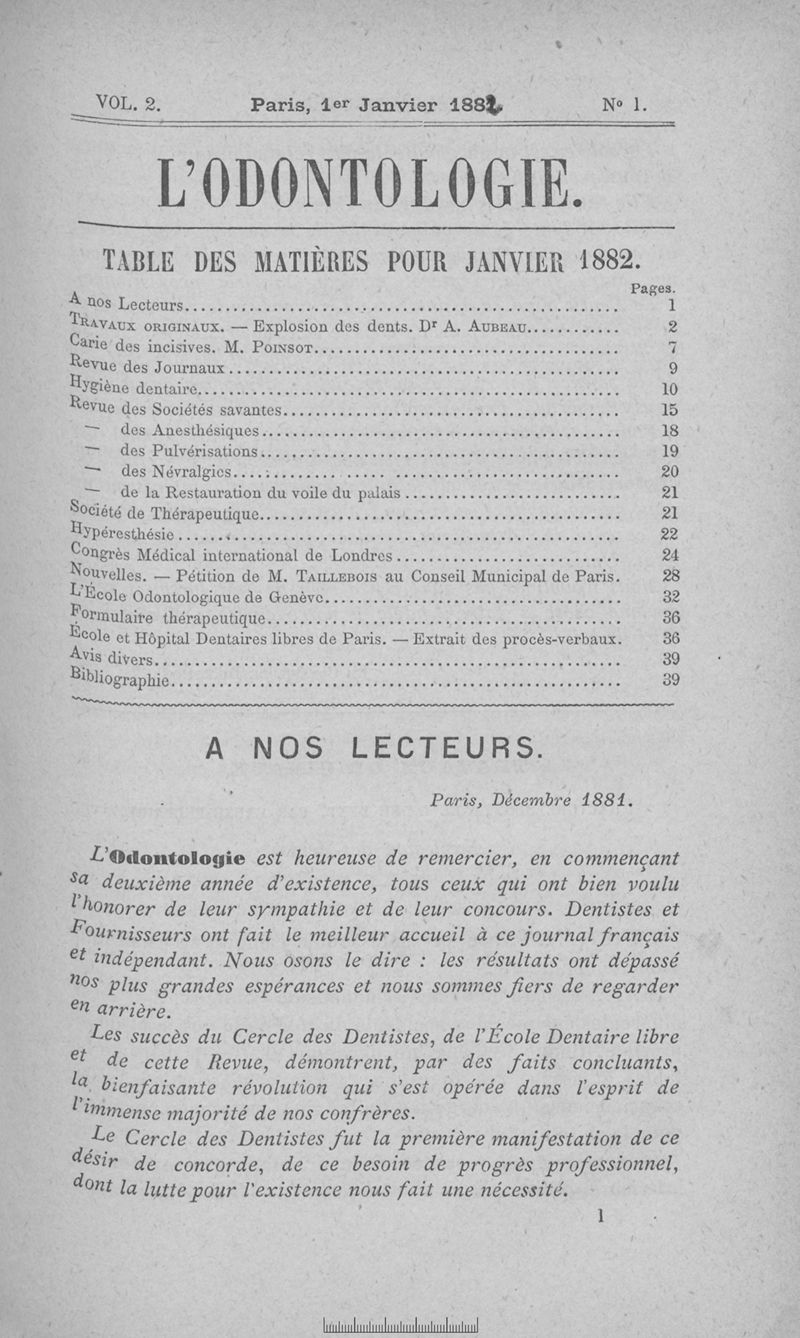 VOL. 2. Paris, 1er Janvier 1882 N° 1.
L'ODONTOLOGIE.
TABLE DES MATIÈRES POUR JANVIER 1882.
Pages.
A nos Lecteurs 1
TRAVAUX ORIGINAUX. — Explosion des dents. Dr A. AUBEAU 2
Carie des incisives. M. POINSOT 7
Revue des Journaux 9
Hygiène dentaire 10
Revue des Sociétés savantes 15
— des Anesthésiques 18
— des Pulvérisations 19
— des Névralgies 20
— de la Restauration du voile du palais 21
Société de Thérapeutique 21
Hypéresthésie 22
Congrès Médical international de Londres 24
Nouvelles. — Pétition de M. TAILLEBOIS au Conseil Municipal de Paris. 28
L'École Odontologique de Genève 32
Formulaire thérapeutique 36
École et Hôpital Dentaires libres de Paris. — Extrait des procès-verbaux. 36
Avis divers 39
Bibliographie 39
A NOS LECTEURS.
Paris, Décembre 1881.
L'Odontologie est heureuse de remercier, en commençant
sa deuxième année d'existence, tous ceux qui ont bien voulu
l'honorer de leur sympathie et de leur concours. Dentistes et
Fournisseurs ont fait le meilleur accueil à ce journal français
et indépendant. Nous osons le dire : les résultats ont dépassé
nos plus grandes espérances et nous sommes fiers de regarder
en arrière.
Les succès du Cercle des Dentistes, de l'École Dentaire libre
et de cette Revue, démontrent, par des faits concluants,
la bienfaisante révolution qui s'est opérée dans l'esprit de
l'immense majorité de nos confrères.
Le Cercle des Dentistes fut la première manifestation de ce
désir de concorde, de ce besoin de progrès professionnel,
dont la lutte pour l'existence nous fait une nécessité.
1